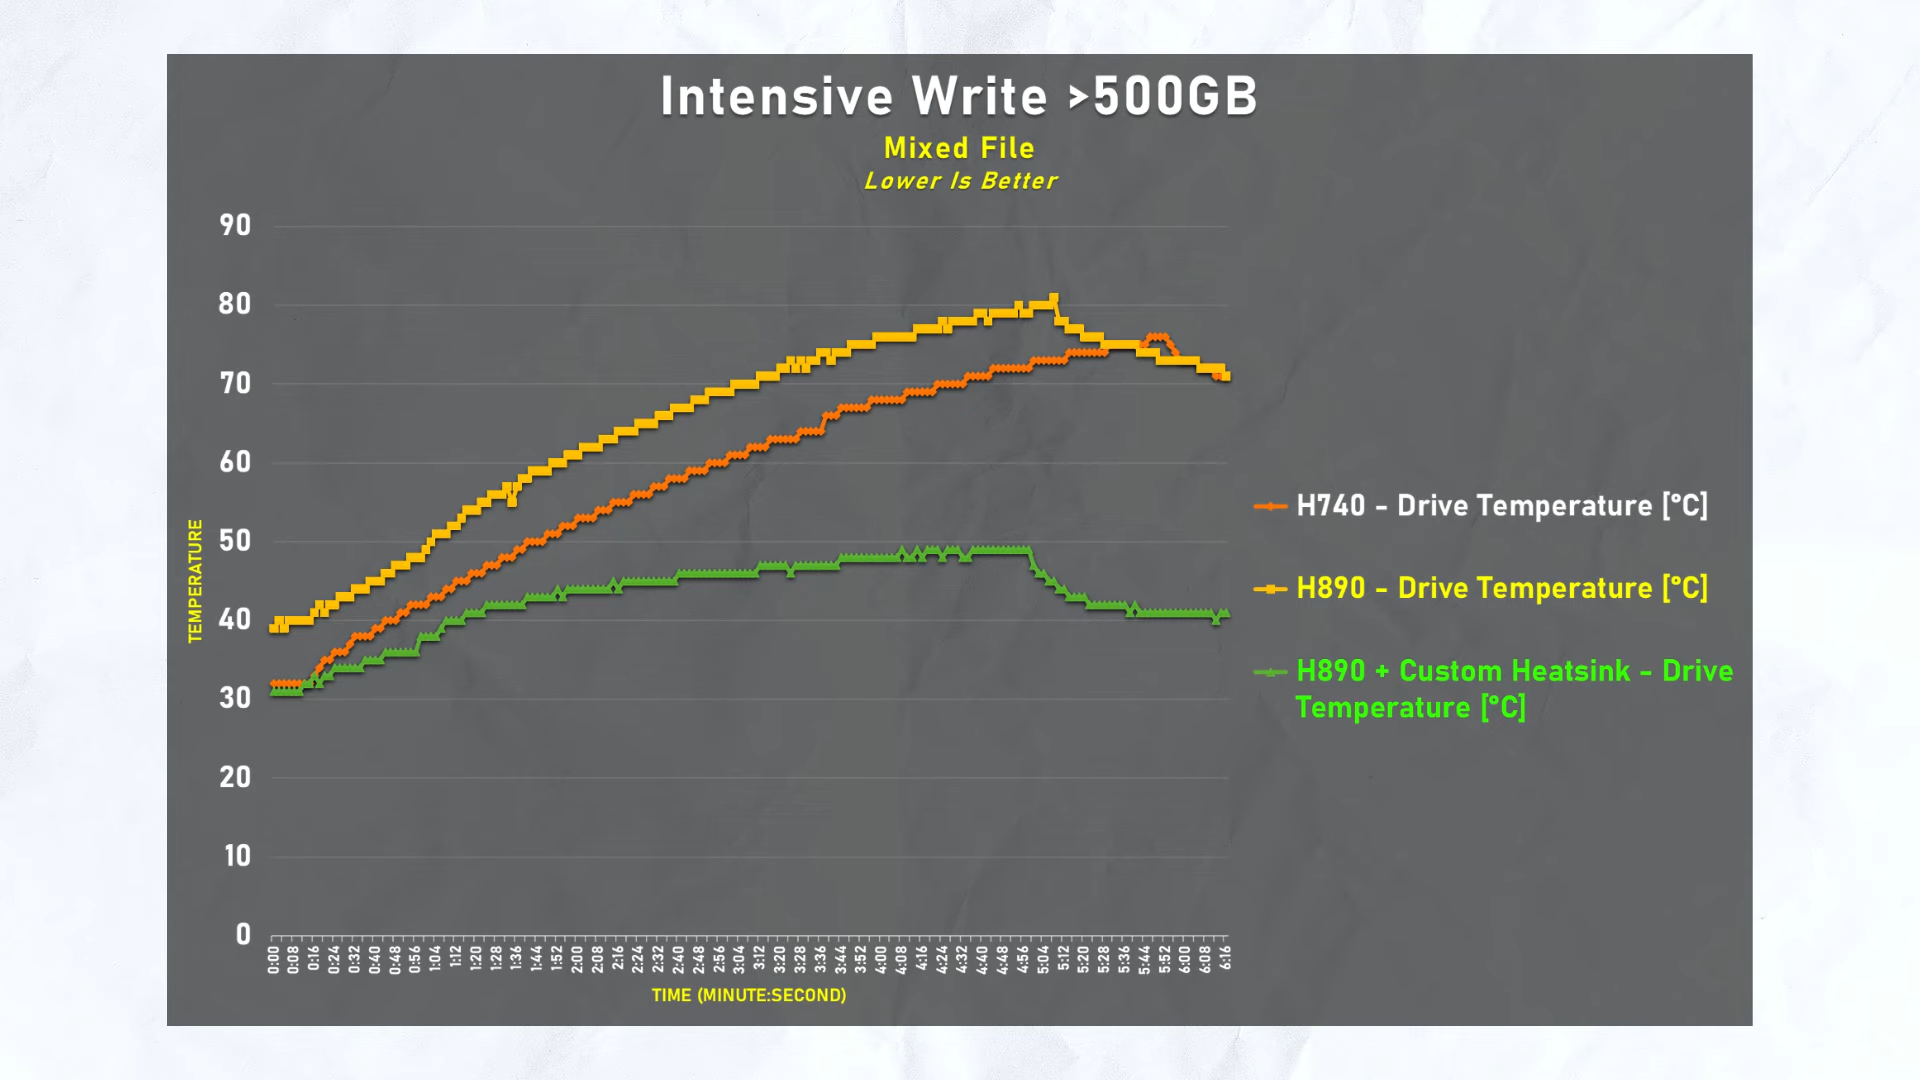 Intensive Write >500GB
Mixed File
Lower Is Better
90
80
70
60
50
40
30
20
10
0
TEMPERATURE
0:00 0:08 0:16 0:24 0:32 0:40 0:48 0:56 1:04 1:12 1:20 1:28 1:36 1:44 1:52 2:00 2:08 2:16 2:24 2:32 2:40 2:48 2:56 3:04 3:12 3:20 3:28 3:36 3:44 3:52 4:00 4:08 4:16 4:24 4:32 4:40 4:48 4:56 5:04 5:12 5:20 5:28 5:36 5:44 5:52 6:00 6:08 6:16
TIME (MINUTE:SECOND)
H740 - Drive Temperature [°C]
H890 - Drive Temperature [°C]
H890 + Custom Heatsink - Drive
Temperature [°C]